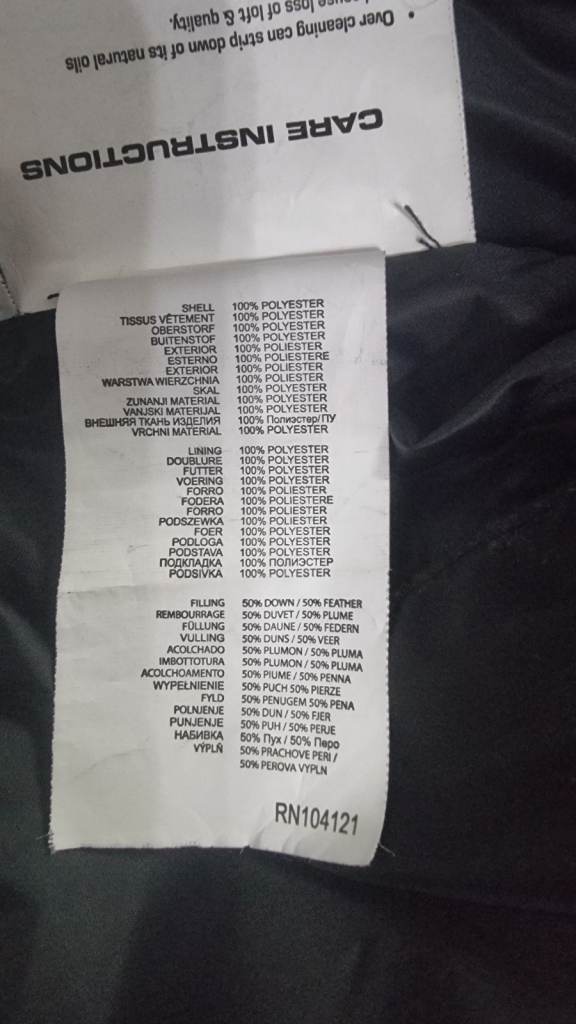 CARE INSTRUCTIONS
• Over cleaning can strip down of its natural oils
loss of loft & quality.
SHELL 100% POLYESTER
TISSUS VÊTEMENT 100% POLYESTER
OBERSTORF 100% POLYESTER
BUITENSTOF 100% POLYESTER
EXTERIOR 100% POLIESTER
ESTERNO 100% POLIESTERE
EXTERIOR 100% POLIESTER
WARSTWA WIERZCHNIA 100% POLIESTER
SKAL 100% POLYESTER
ZUNANJI MATERIAL 100% POLYESTER
VANJSKI MATERIJAL 100% POLYESTER
ВНЕШНЯЯ ТКАНЬ ИЗДЕЛИЯ 100% Полиэстер/ПУ
VRCHNI MATERIAL 100% POLYESTER
LINING 100% POLYESTER
DOUBLURE 100% POLYESTER
FUTTER 100% POLYESTER
VOERING 100% POLYESTER
FORRO 100% POLIESTER
FODERA 100% POLIESTERE
FORRO 100% POLIESTER
PODSZEWKA 100% POLIESTER
FOER 100% POLYESTER
PODLOGA 100% POLYESTER
PODSTAVA 100% POLYESTER
ПОДКЛАДКА 100% ПОЛИЭСТЕР
PODSIVKA 100% POLYESTER
FILLING 50% DOWN / 50% FEATHER
REMBOURRAGE 50% DUVET / 50% PLUME
FÜLLUNG 50% DAUNE / 50% FEDERN
VULLING 50% DUNS / 50% VEER
ACOLCHADO 50% PLUMON / 50% PLUMA
IMBOTTOTURA 50% PLUMON / 50% PLUMA
ACOLCHOAMENTO 50% PIUME / 50% PENNA
WYPEŁNIENIE 50% PUCH 50% PIERZE
FYLD 50% PENUGEM 50% PENA
POLNJENJE 50% DUN / 50% FJER
PUNJENJE 50% PUH / 50% PERJE
НАБИВКА 50% Пух / 50% Перо
VÝPLŇ 50% PRACHOVE PERI /
50% PEROVA VYPLN
RN104121